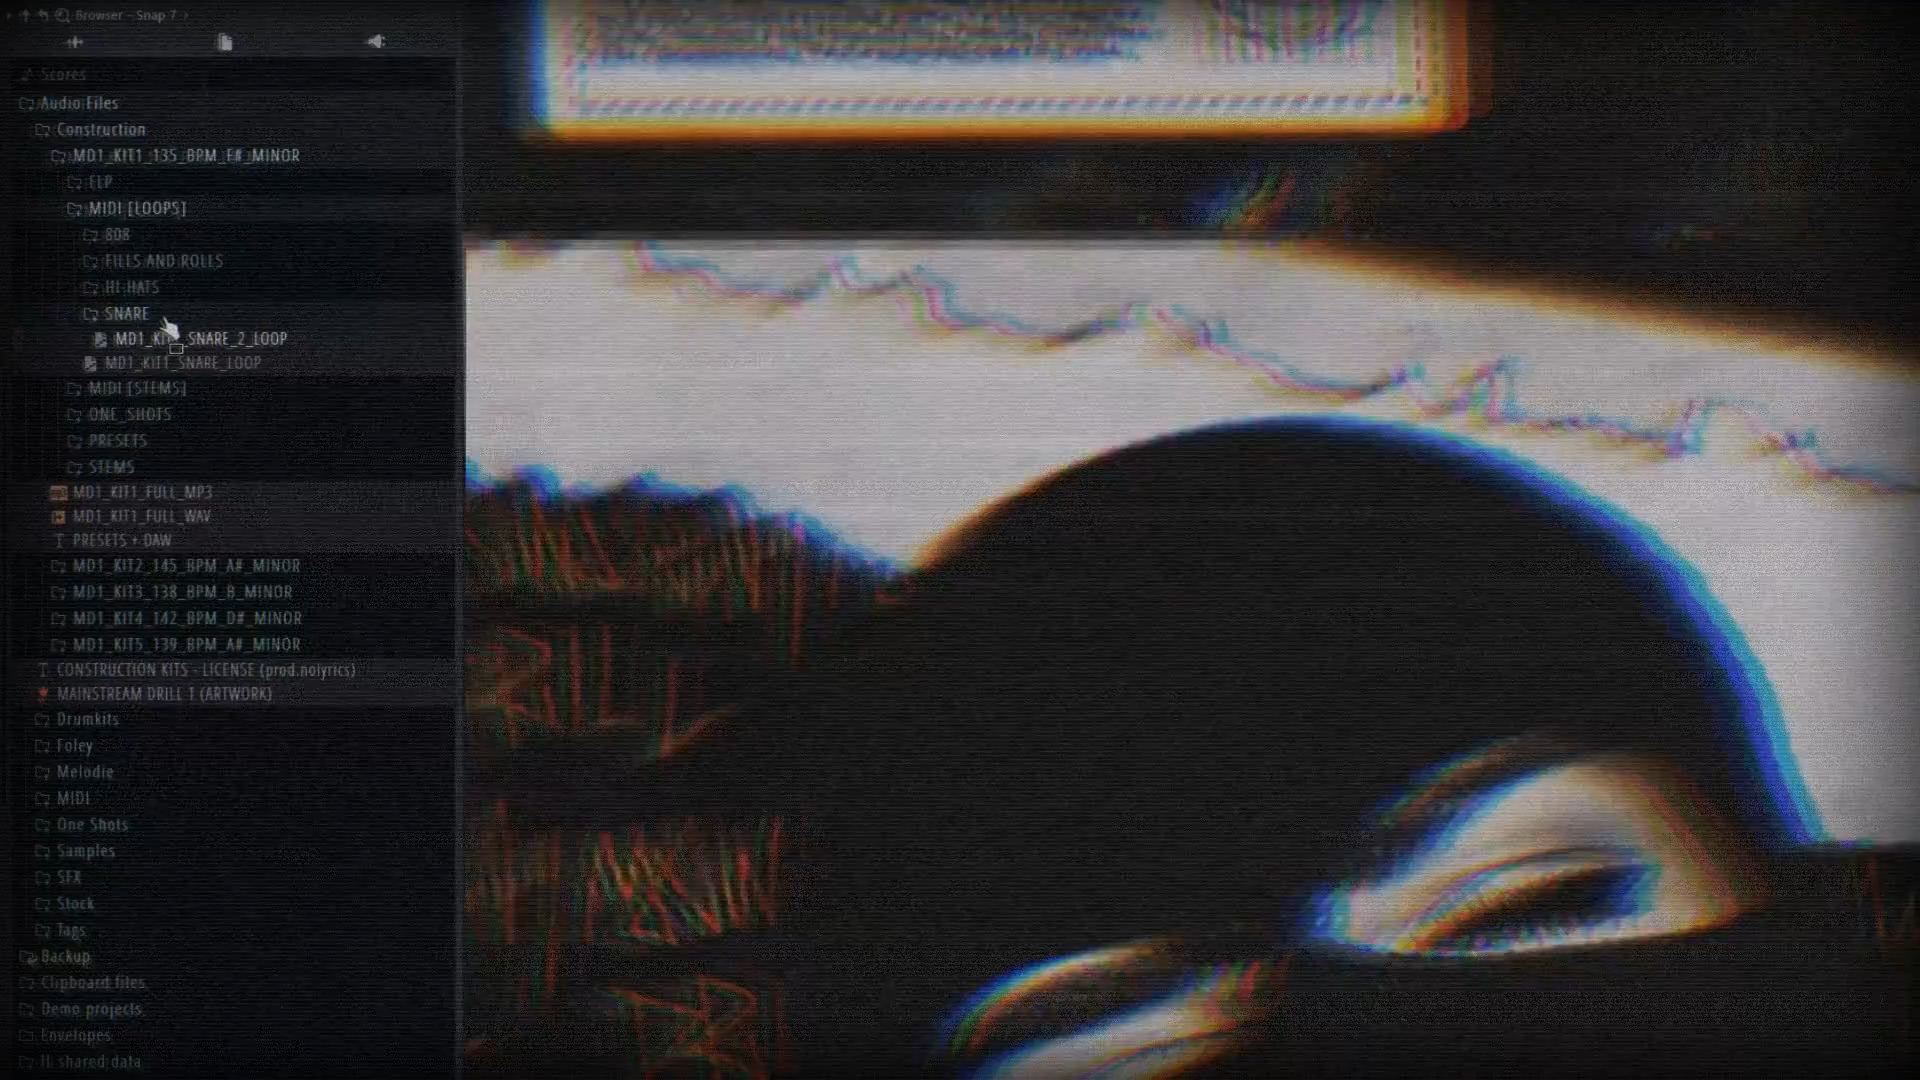 Browser - Snap 7
Scores
Audio Files
Construction
MD1_KIT1_135_BPM_F#_MINOR
FLP
MIDI [LOOPS]
808
FILLS AND ROLLS
HI HATS
SNARE
MD1_KIT1_SNARE_2_LOOP
MD1_KIT1_SNARE_LOOP
MIDI [STEMS]
ONE_SHOTS
PRESETS
STEMS
MD1_KIT1_FULL_MP3
MD1_KIT1_FULL_WAV
PRESETS + DAW
MD1_KIT2_145_BPM_A#_MINOR
MD1_KIT3_138_BPM_B_MINOR
MD1_KIT4_142_BPM_D#_MINOR
MD1_KIT5_139_BPM_A#_MINOR
CONSTRUCTION KITS - LICENSE (prod.nolyrics)
MAINSTREAM DRILL 1 (ARTWORK)
Drumkits
Foley
Melodie
MIDI
One Shots
Samples
SFX
Stock
Tags
Backup
Clipboard files
Demo projects
Envelopes
IL shared data